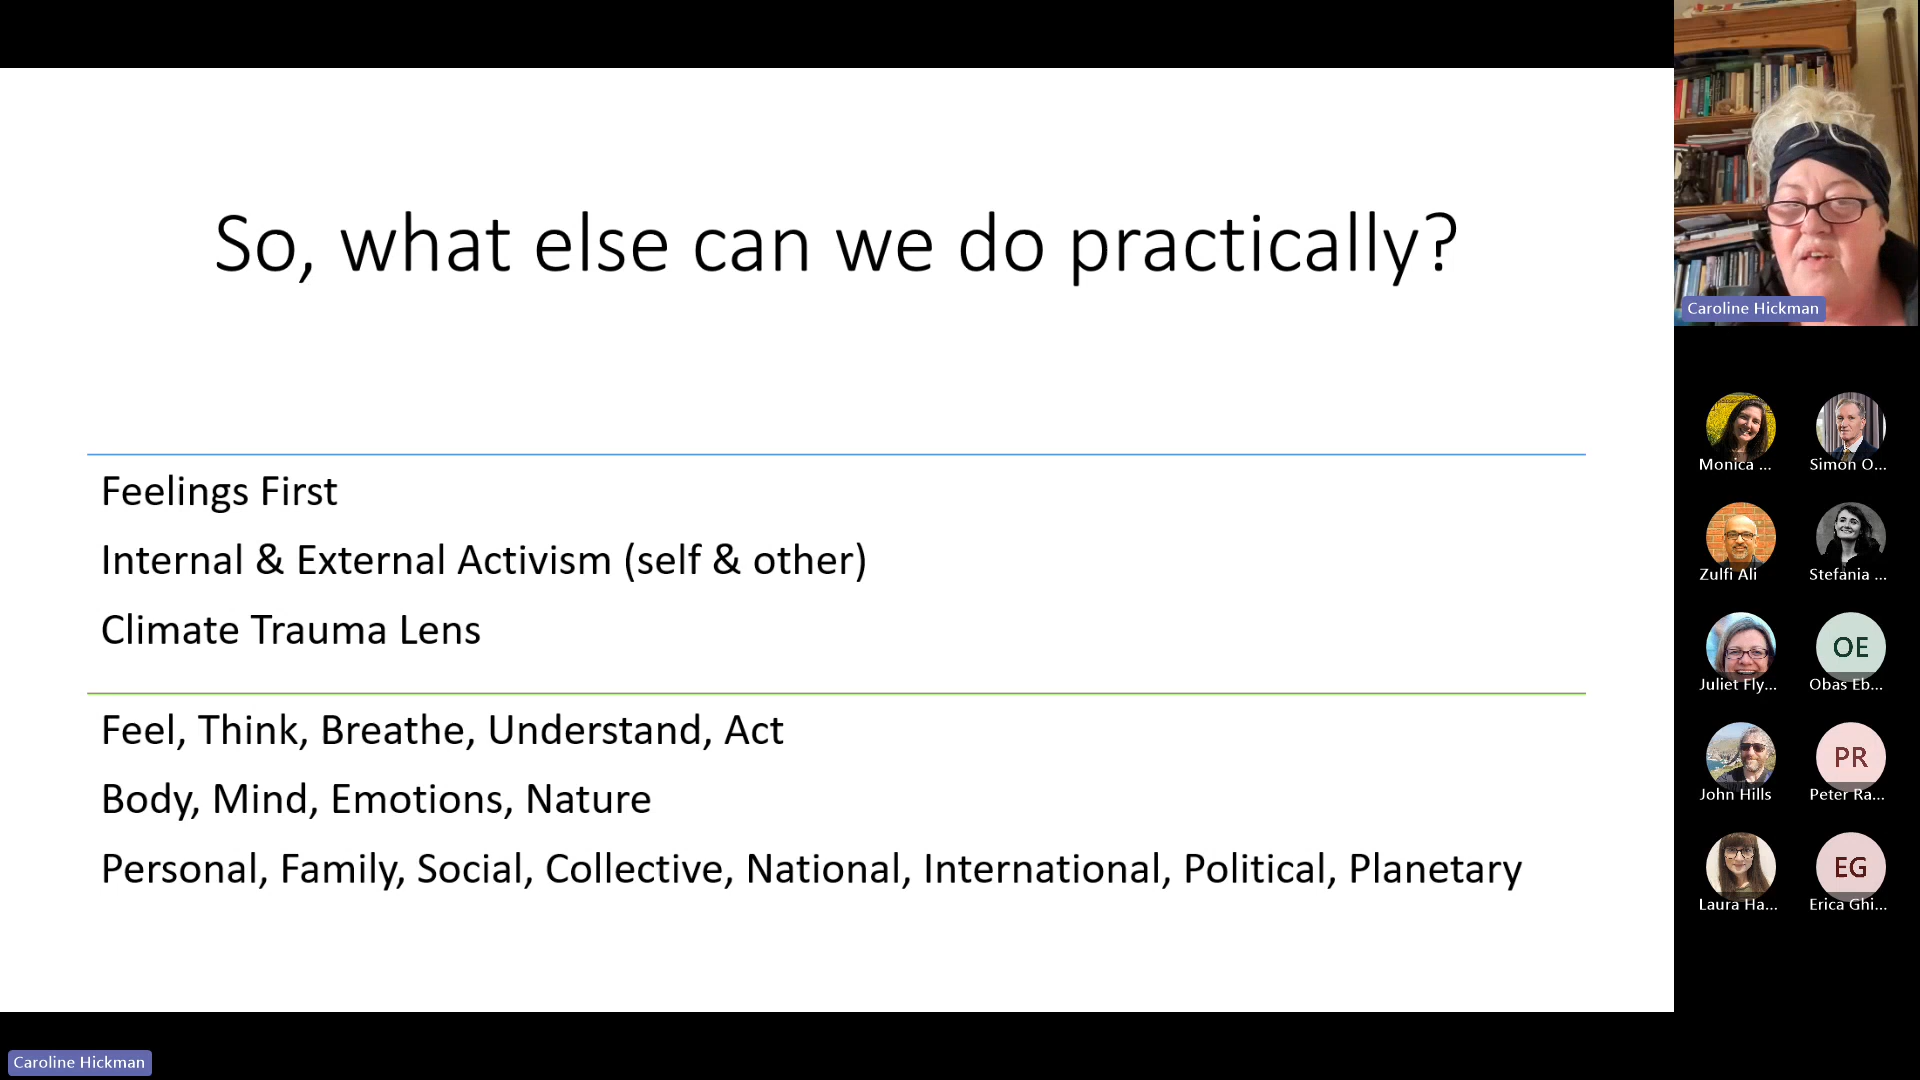 So, what else can we do practically?
Feelings First
Internal & External Activism (self & other)
Climate Trauma Lens
Feel, Think, Breathe, Understand, Act
Body, Mind, Emotions, Nature
Personal, Family, Social, Collective, National, International, Political, Planetary
Caroline Hickman
Monica ...
Simon O...
Zulfi Ali
Stefania ...
Juliet Fly...
OE
Obas Eb...
John Hills
PR
Peter Ra...
Laura Ha...
EG
Erica Ghi...
Caroline Hickman